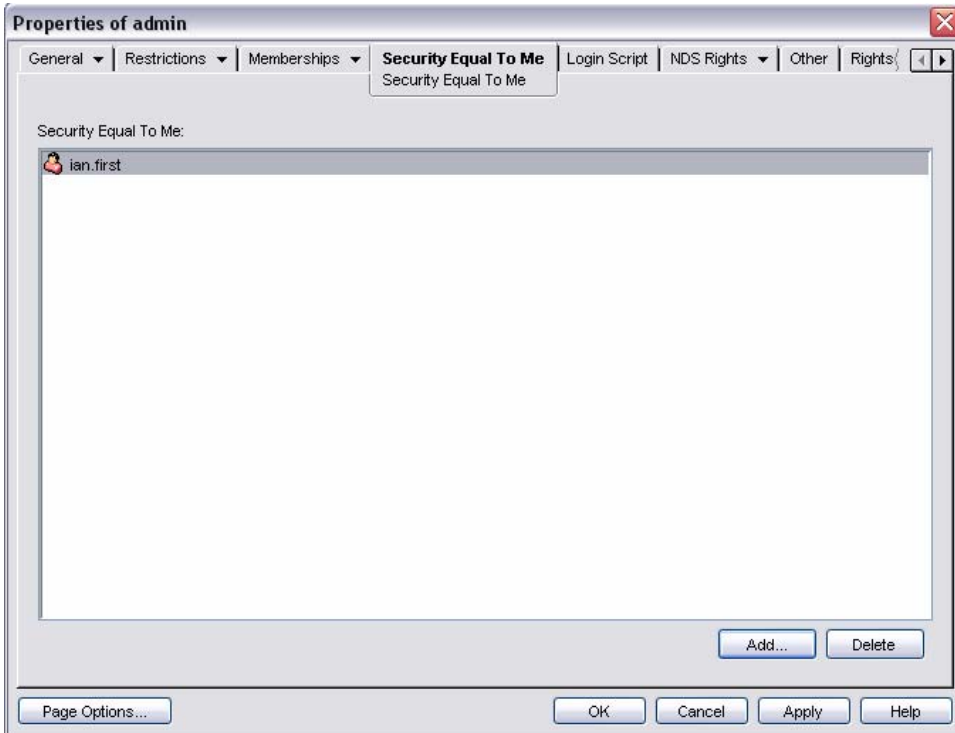 Properties of admin
General Restrictions Memberships Security Equal To Me Login Script NDS Rights Other Rights
Security Equal To Me
Security Equal To Me:
ian.first
Add... Delete
Page Options... OK Cancel Apply Help